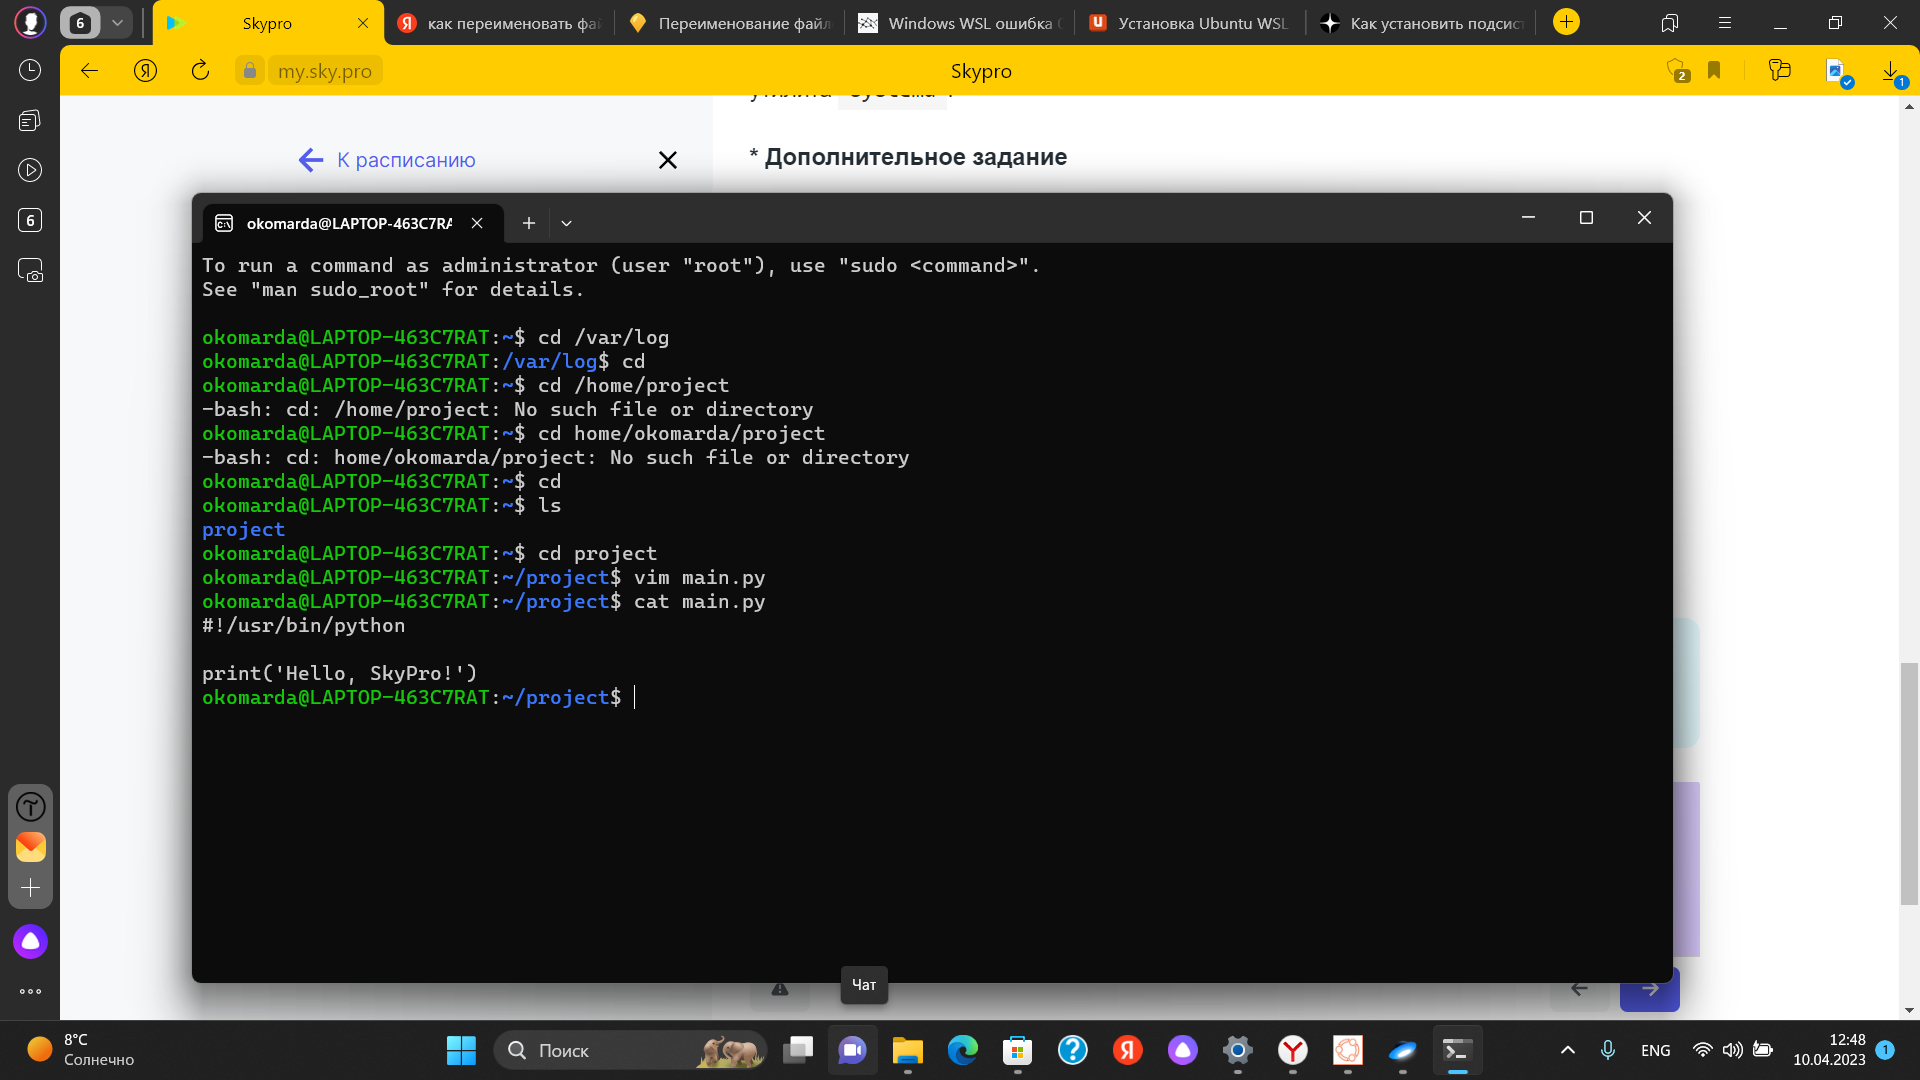 6
Skypro
как переименовать фай
Переименование файл
Windows WSL ошибка
Установка Ubuntu WSL
Как установить подсист
my.sky.pro
Skypro
2
1
6
К расписанию
* Дополнительное задание
okomarda@LAPTOP-463C7RA
To run a command as administrator (user "root"), use "sudo <command>".
See "man sudo_root" for details.
okomarda@LAPTOP-463C7RAT:~$ cd /var/log
okomarda@LAPTOP-463C7RAT:/var/log$ cd
okomarda@LAPTOP-463C7RAT:~$ cd /home/project
-bash: cd: /home/project: No such file or directory
okomarda@LAPTOP-463C7RAT:~$ cd home/okomarda/project
-bash: cd: home/okomarda/project: No such file or directory
okomarda@LAPTOP-463C7RAT:~$ cd
okomarda@LAPTOP-463C7RAT:~$ ls
project
okomarda@LAPTOP-463C7RAT:~$ cd project
okomarda@LAPTOP-463C7RAT:~/project$ vim main.py
okomarda@LAPTOP-463C7RAT:~/project$ cat main.py
#!/usr/bin/python
print('Hello, SkyPro!')
okomarda@LAPTOP-463C7RAT:~/project$
Чат
8°C
Солнечно
Поиск
ENG
12:48
10.04.2023
1